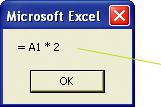 Microsoft Excel
= A1 * 2
OK